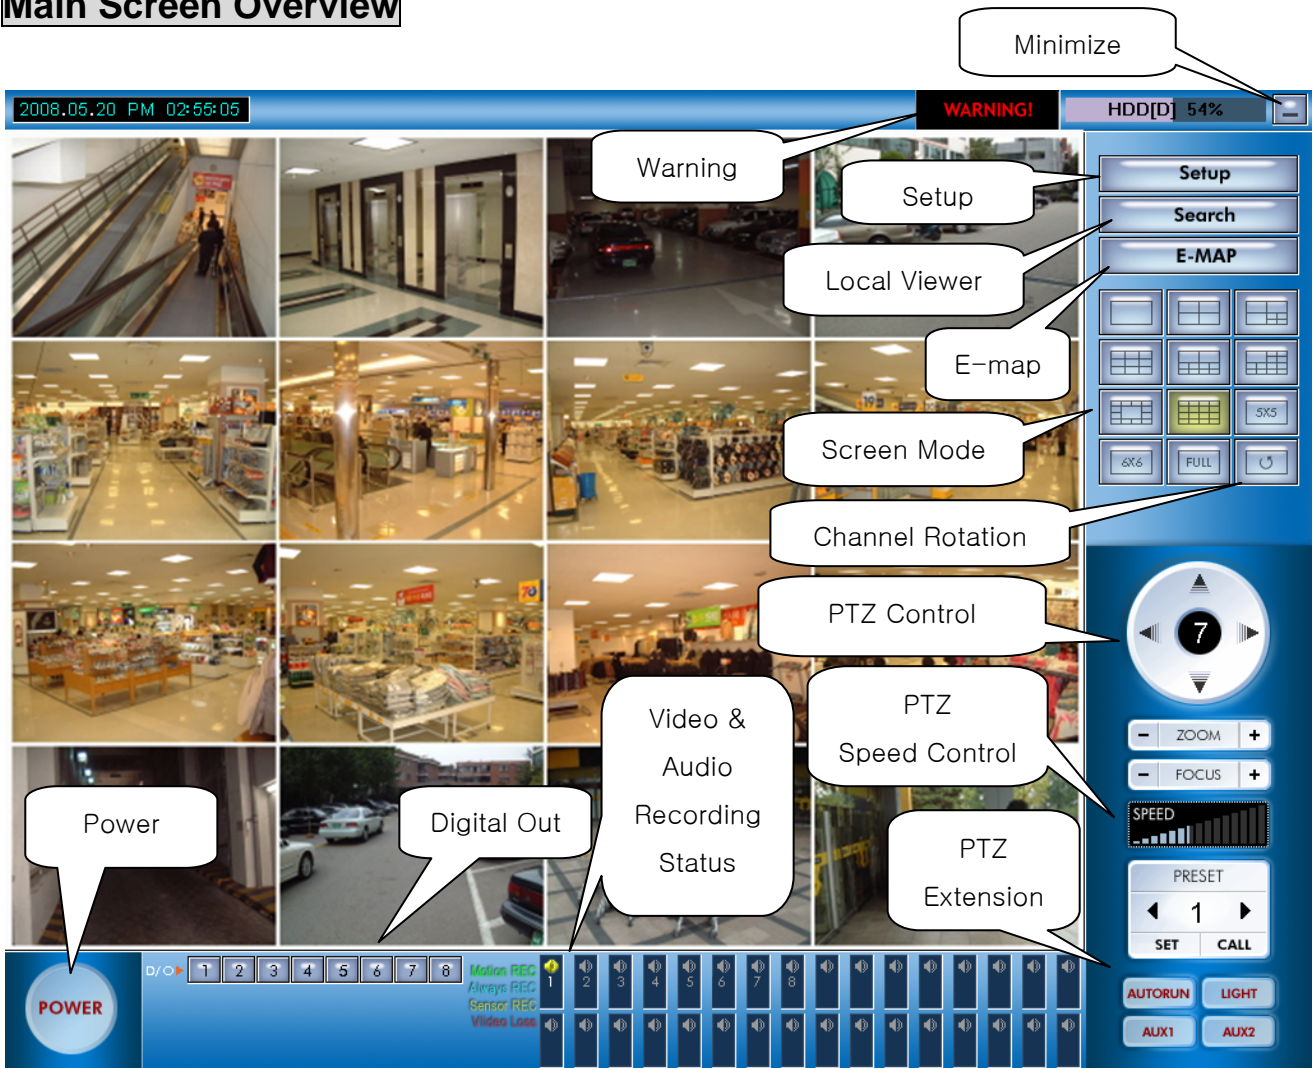 Main Screen Overview
Minimize
2008.05.20 PM 02:55:05
WARNING!
HDD[D] 54%
Warning
Setup
Setup
Search
Local Viewer
E-MAP
E-map
Screen Mode
5X5
6X6
FULL
Channel Rotation
PTZ Control
7
PTZ
Speed Control
ZOOM
FOCUS
SPEED
Video &
Audio
Recording
Status
Power
Digital Out
PTZ
Extension
PRESET
1
SET CALL
D/O 1 2 3 4 5 6 7 8
Motion REC
Always REC
Sensor REC
Video Loss
1 2 3 4 5 6 7 8
POWER
AUTORUN LIGHT
AUX1 AUX2